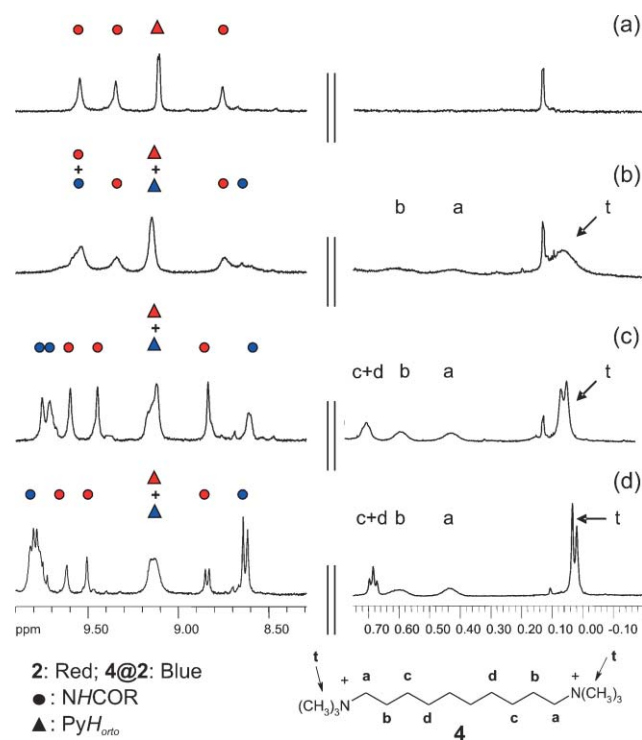 (a)
+
+
(b)
b a t
+
(c)
c+d b a t
+
(d)
c+d b a t
ppm 9.50 9.00 8.50 0.70 0.60 0.50 0.40 0.30 0.20 0.10 0.00 -0.10
2: Red; 4@2: Blue
: NHCOR
: PyHorto
t + a c d b + t
(CH3)3N N(CH3)3
b d c a
4